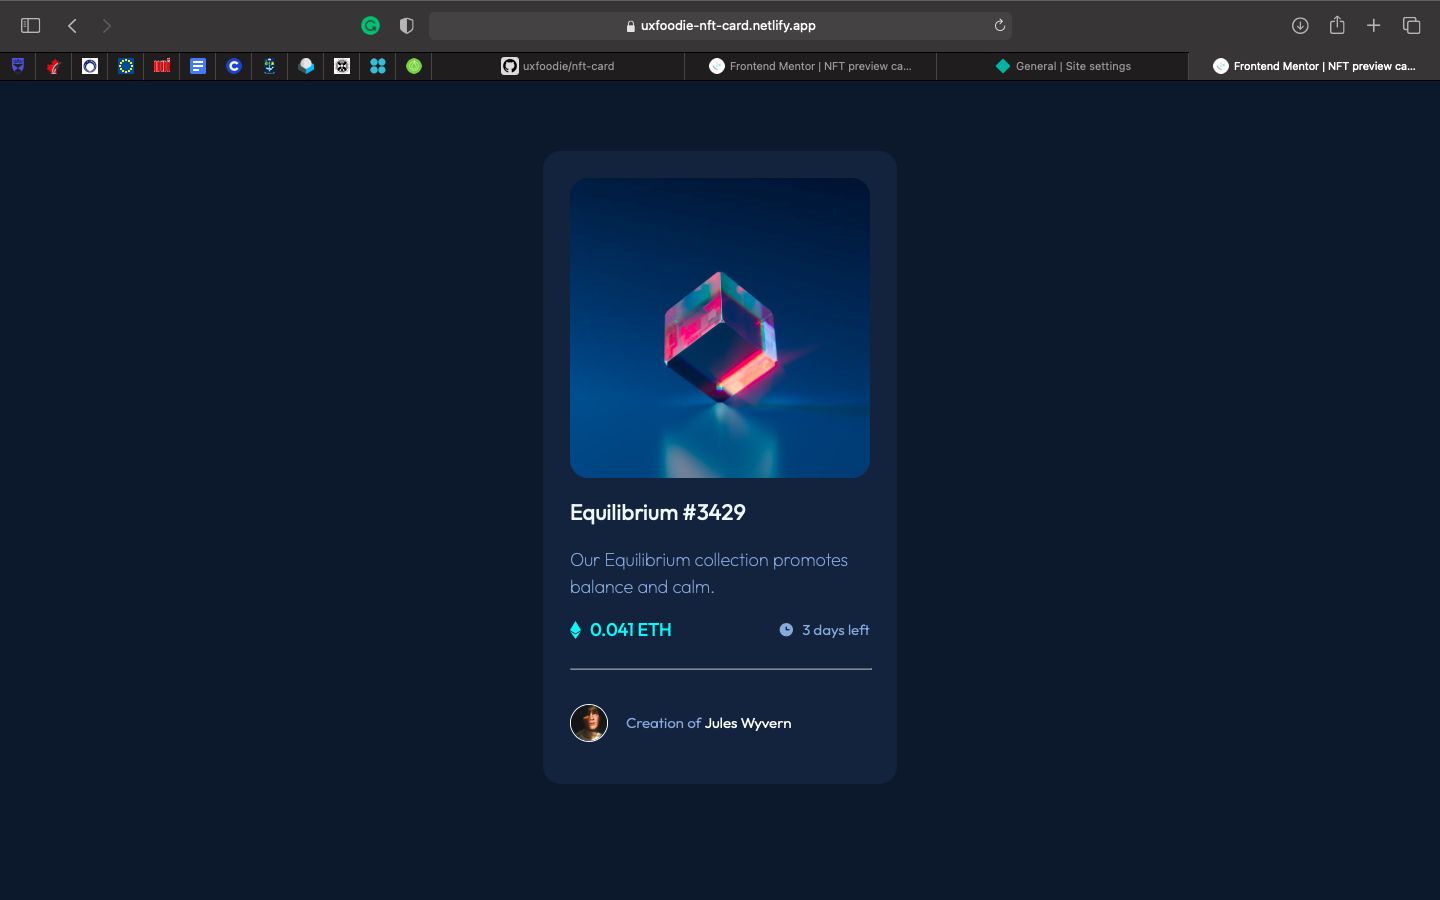 uxfoodie-nft-card.netlify.app
uxfoodie/nft-card
Frontend Mentor | NFT preview ca...
General | Site settings
Frontend Mentor | NFT preview ca...
Equilibrium #3429
Our Equilibrium collection promotes
balance and calm.
0.041 ETH
3 days left
Creation of Jules Wyvern